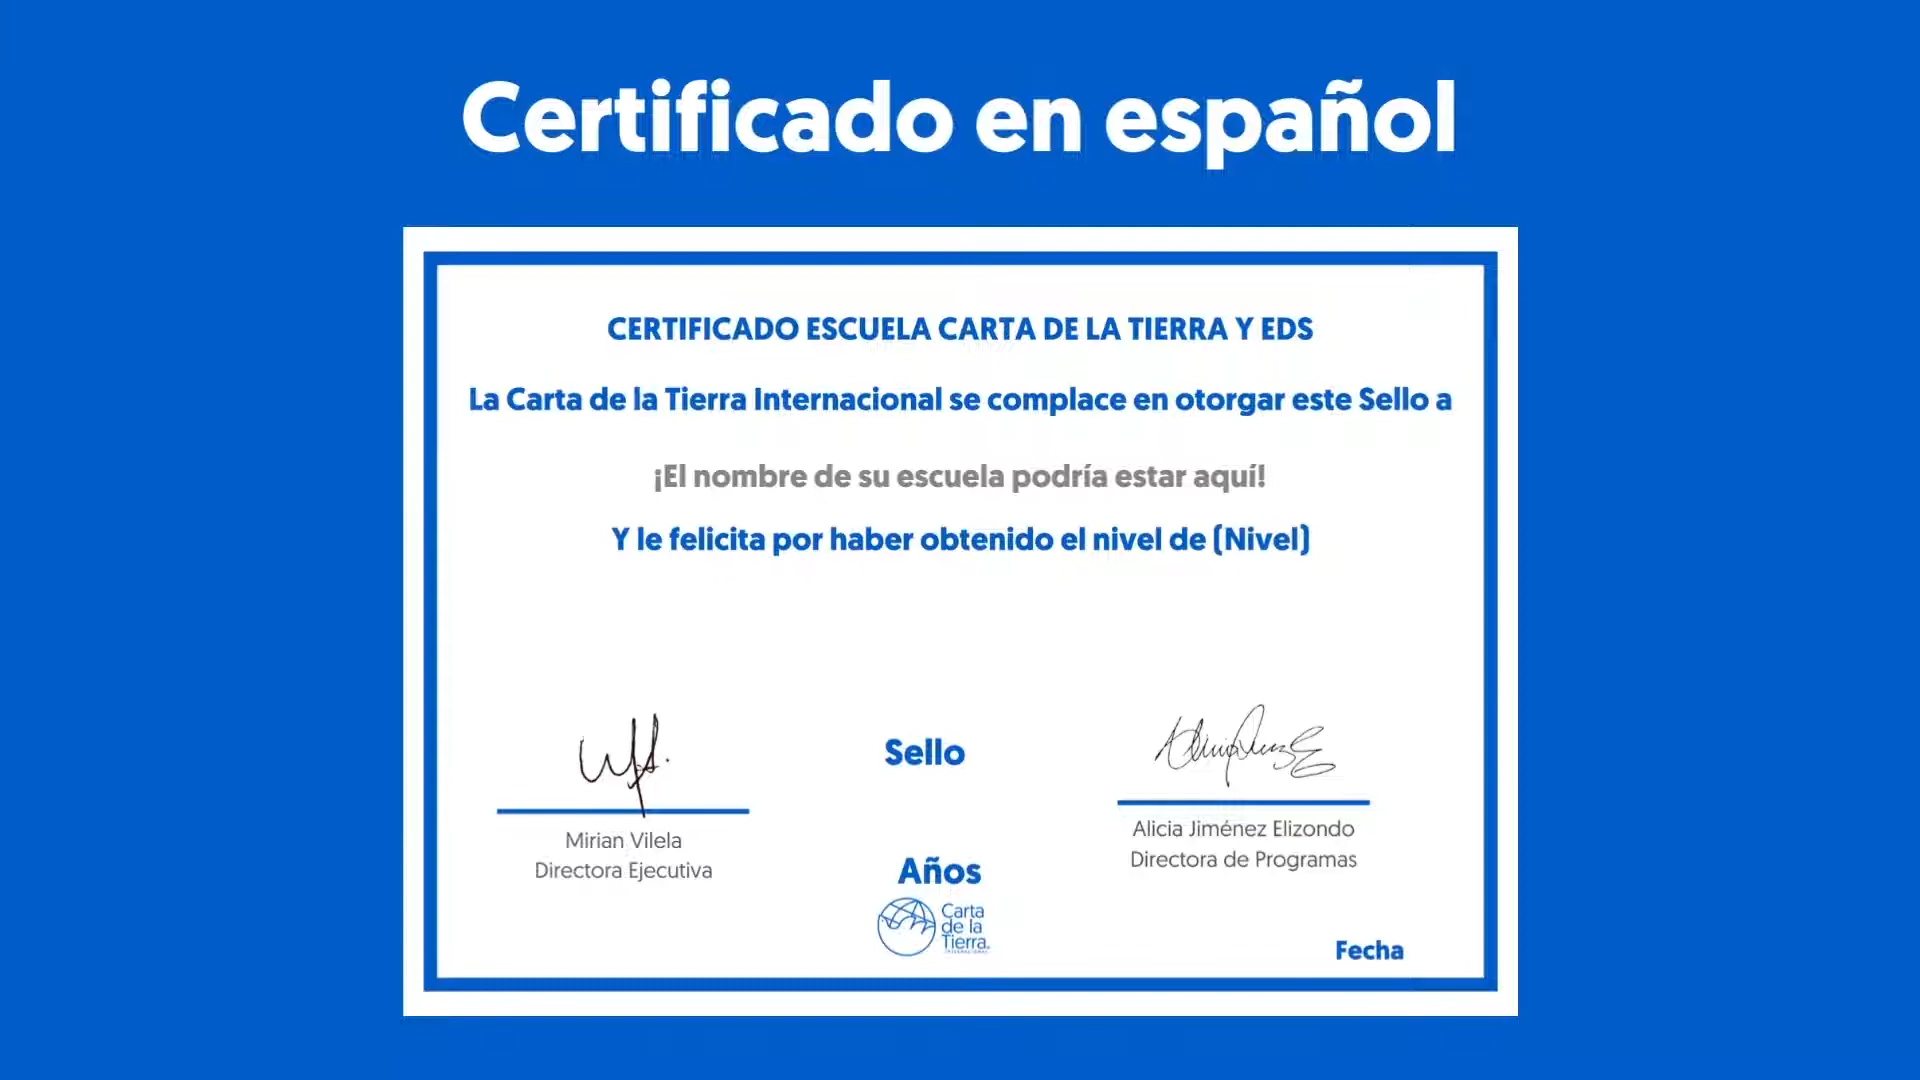 Certificado en español
CERTIFICADO ESCUELA CARTA DE LA TIERRA Y EDS
La Carta de la Tierra Internacional se complace en otorgar este Sello a
¡El nombre de su escuela podría estar aquí!
Y le felicita por haber obtenido el nivel de (Nivel)
Mirian Vilela
Directora Ejecutiva
Sello
Años
Carta
de la
Tierra.
Alicia Jiménez Elizondo
Directora de Programas
Fecha